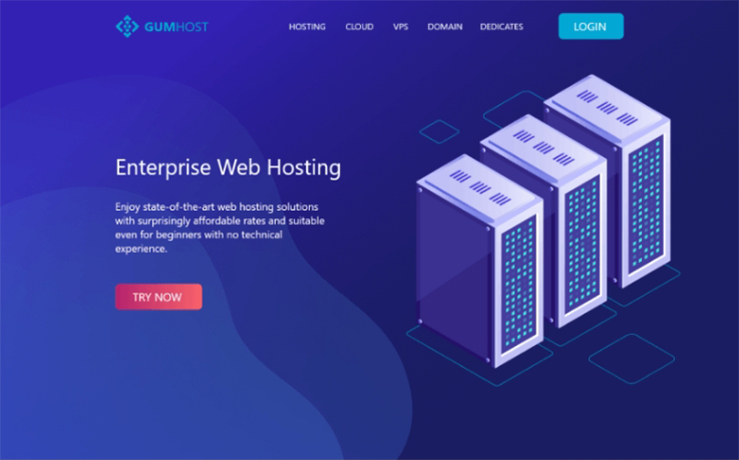 GUMHOST
HOSTING
CLOUD
VPS
DOMAIN
DEDICATES
LOGIN
Enterprise Web Hosting
Enjoy state-of-the-art web hosting solutions
with surprisingly affordable rates and suitable
even for beginners with no technical
experience.
TRY NOW